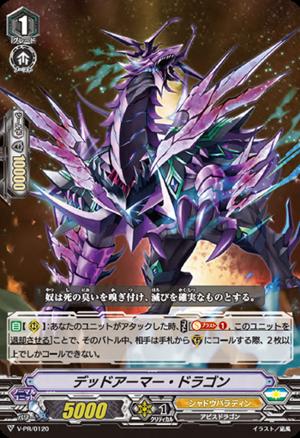 1
ブースト
シールド 10000
奴は死の臭いを嗅ぎ付け、滅びを確実なものとする。
【自】【(R)】:あなたのユニットがアタックした時、【コスト】[【カウンターブラスト】(1), このユニットを
退却させる]ことで、そのバトル中、相手は手札から(G)にコールする際、2枚以
上でしかコールできない。
デッドアーマー・ドラゴン
パワー 5000
1 クリティカル
シャドウパラディン
アビスドラゴン
V-PR/0120
イラスト/凪風